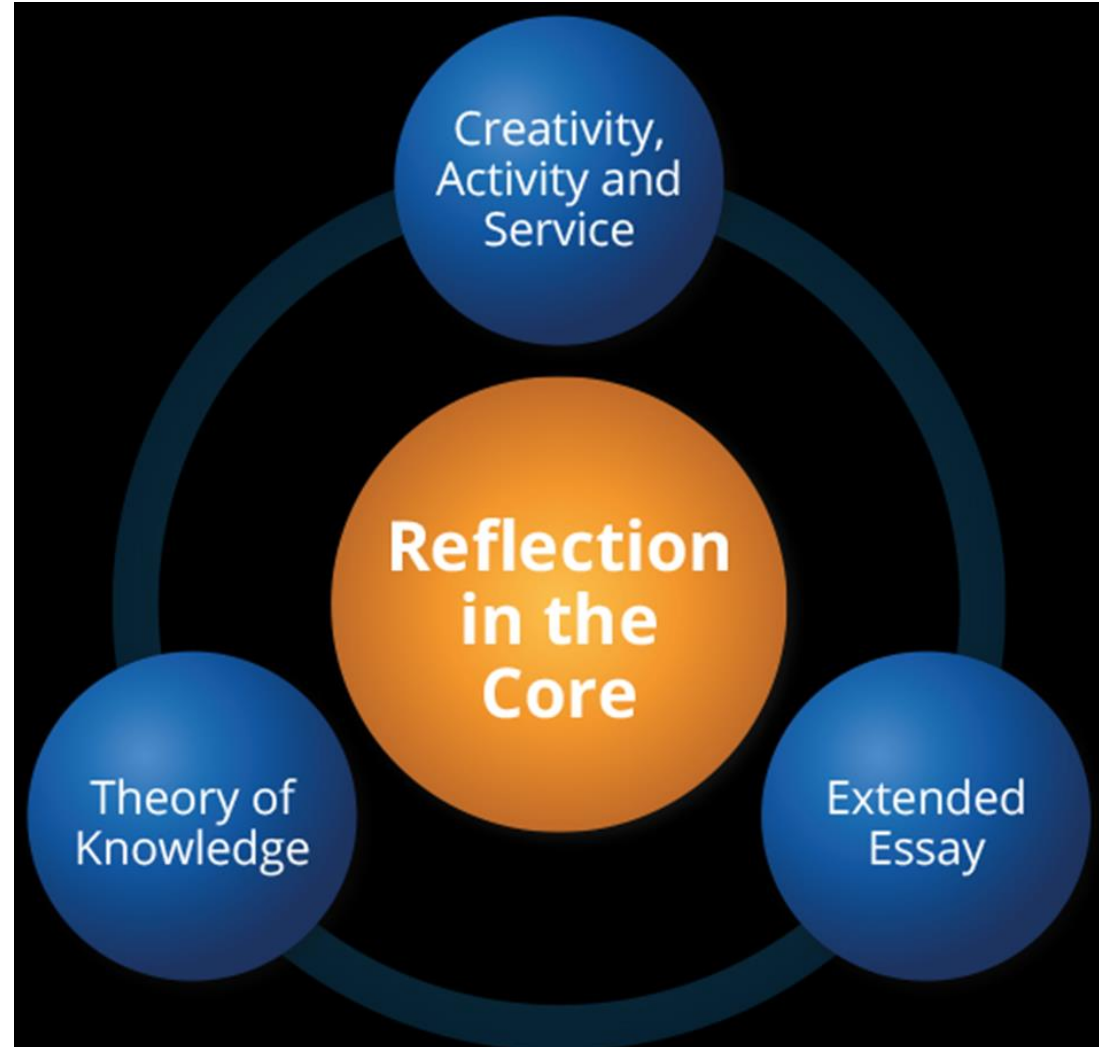 Creativity,
Activity and
Service
Reflection
in the
Core
Theory of
Knowledge
Extended
Essay